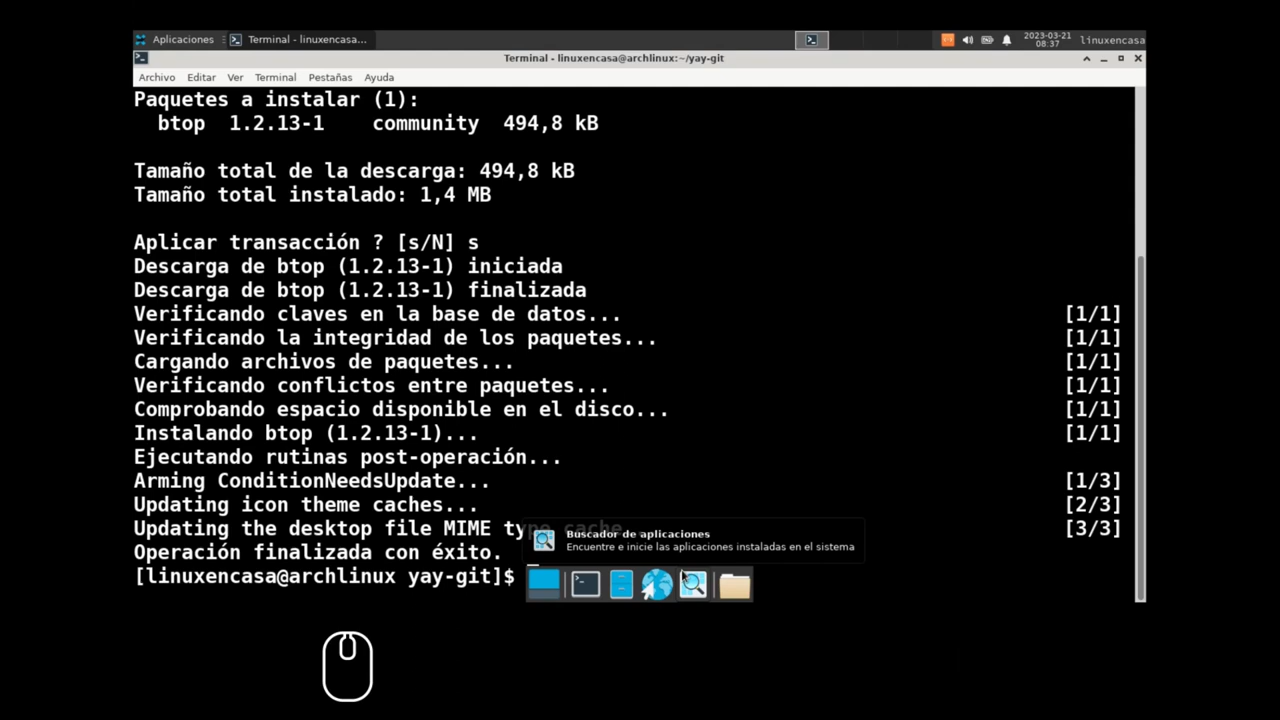 Aplicaciones
Terminal - linuxencasa...
2023-03-21
08:37
linuxencasa
Terminal - linuxencasa@archlinux:~/yay-git
Archivo Editar Ver Terminal Pestañas Ayuda
Paquetes a instalar (1):
btop 1.2.13-1 community 494,8 kB
Tamaño total de la descarga: 494,8 kB
Tamaño total instalado: 1,4 MB
Aplicar transacción ? [s/N] s
Descarga de btop (1.2.13-1) iniciada
Descarga de btop (1.2.13-1) finalizada
Verificando claves en la base de datos... [1/1]
Verificando la integridad de los paquetes... [1/1]
Cargando archivos de paquetes... [1/1]
Verificando conflictos entre paquetes... [1/1]
Comprobando espacio disponible en el disco... [1/1]
Instalando btop (1.2.13-1)... [1/1]
Ejecutando rutinas post-operación...
Arming ConditionNeedsUpdate... [1/3]
Updating icon theme caches... [2/3]
Updating the desktop file MIME type cache... [3/3]
Buscador de aplicaciones
Encuentre e inicie las aplicaciones instaladas en el sistema
Operación finalizada con éxito.
[linuxencasa@archlinux yay-git]$